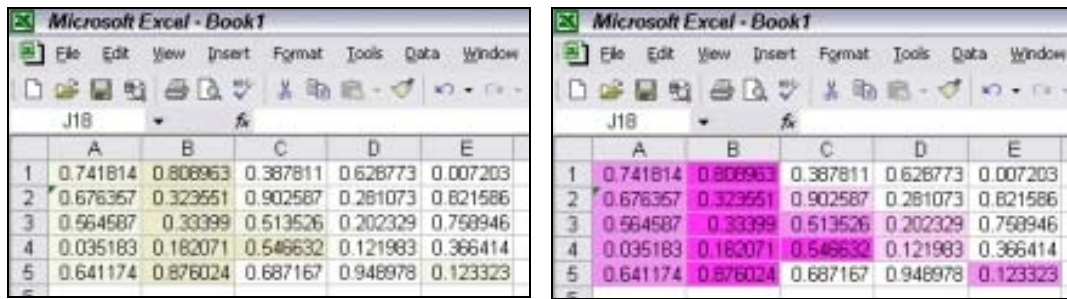 Microsoft Excel - Book1
File Edit View Insert Format Tools Data Window
J18 fx
A B C D E
1 0.741814 0.808963 0.387811 0.628773 0.007203
2 0.676357 0.323551 0.902587 0.281073 0.821586
3 0.564587 0.33399 0.513526 0.202329 0.758946
4 0.035183 0.182071 0.546632 0.121983 0.366414
5 0.641174 0.876024 0.687167 0.948978 0.123323
Microsoft Excel - Book1
File Edit View Insert Format Tools Data Window
J18 fx
A B C D E
1 0.741814 0.808963 0.387811 0.628773 0.007203
2 0.676357 0.323551 0.902587 0.281073 0.821586
3 0.564587 0.33399 0.513526 0.202329 0.758946
4 0.035183 0.182071 0.546632 0.121983 0.366414
5 0.641174 0.876024 0.687167 0.948978 0.123323